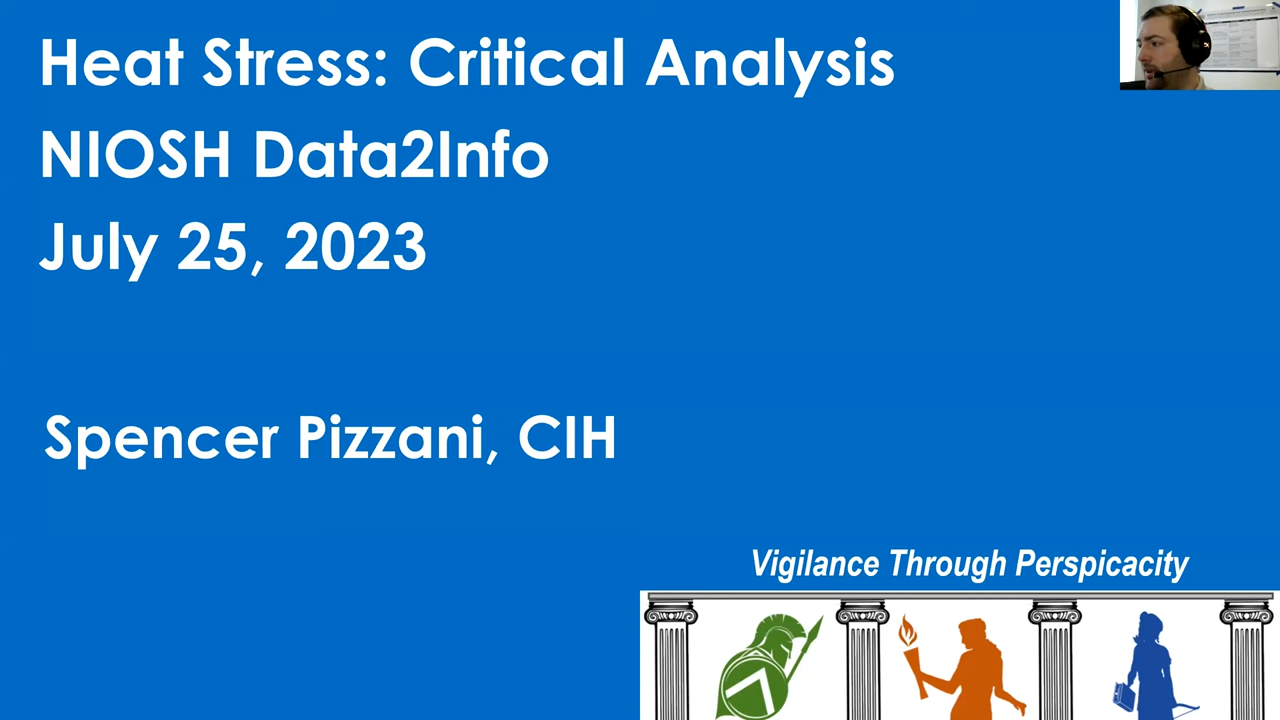 Heat Stress: Critical Analysis
NIOSH Data2Info
July 25, 2023
Spencer Pizzani, CIH
Vigilance Through Perspicacity